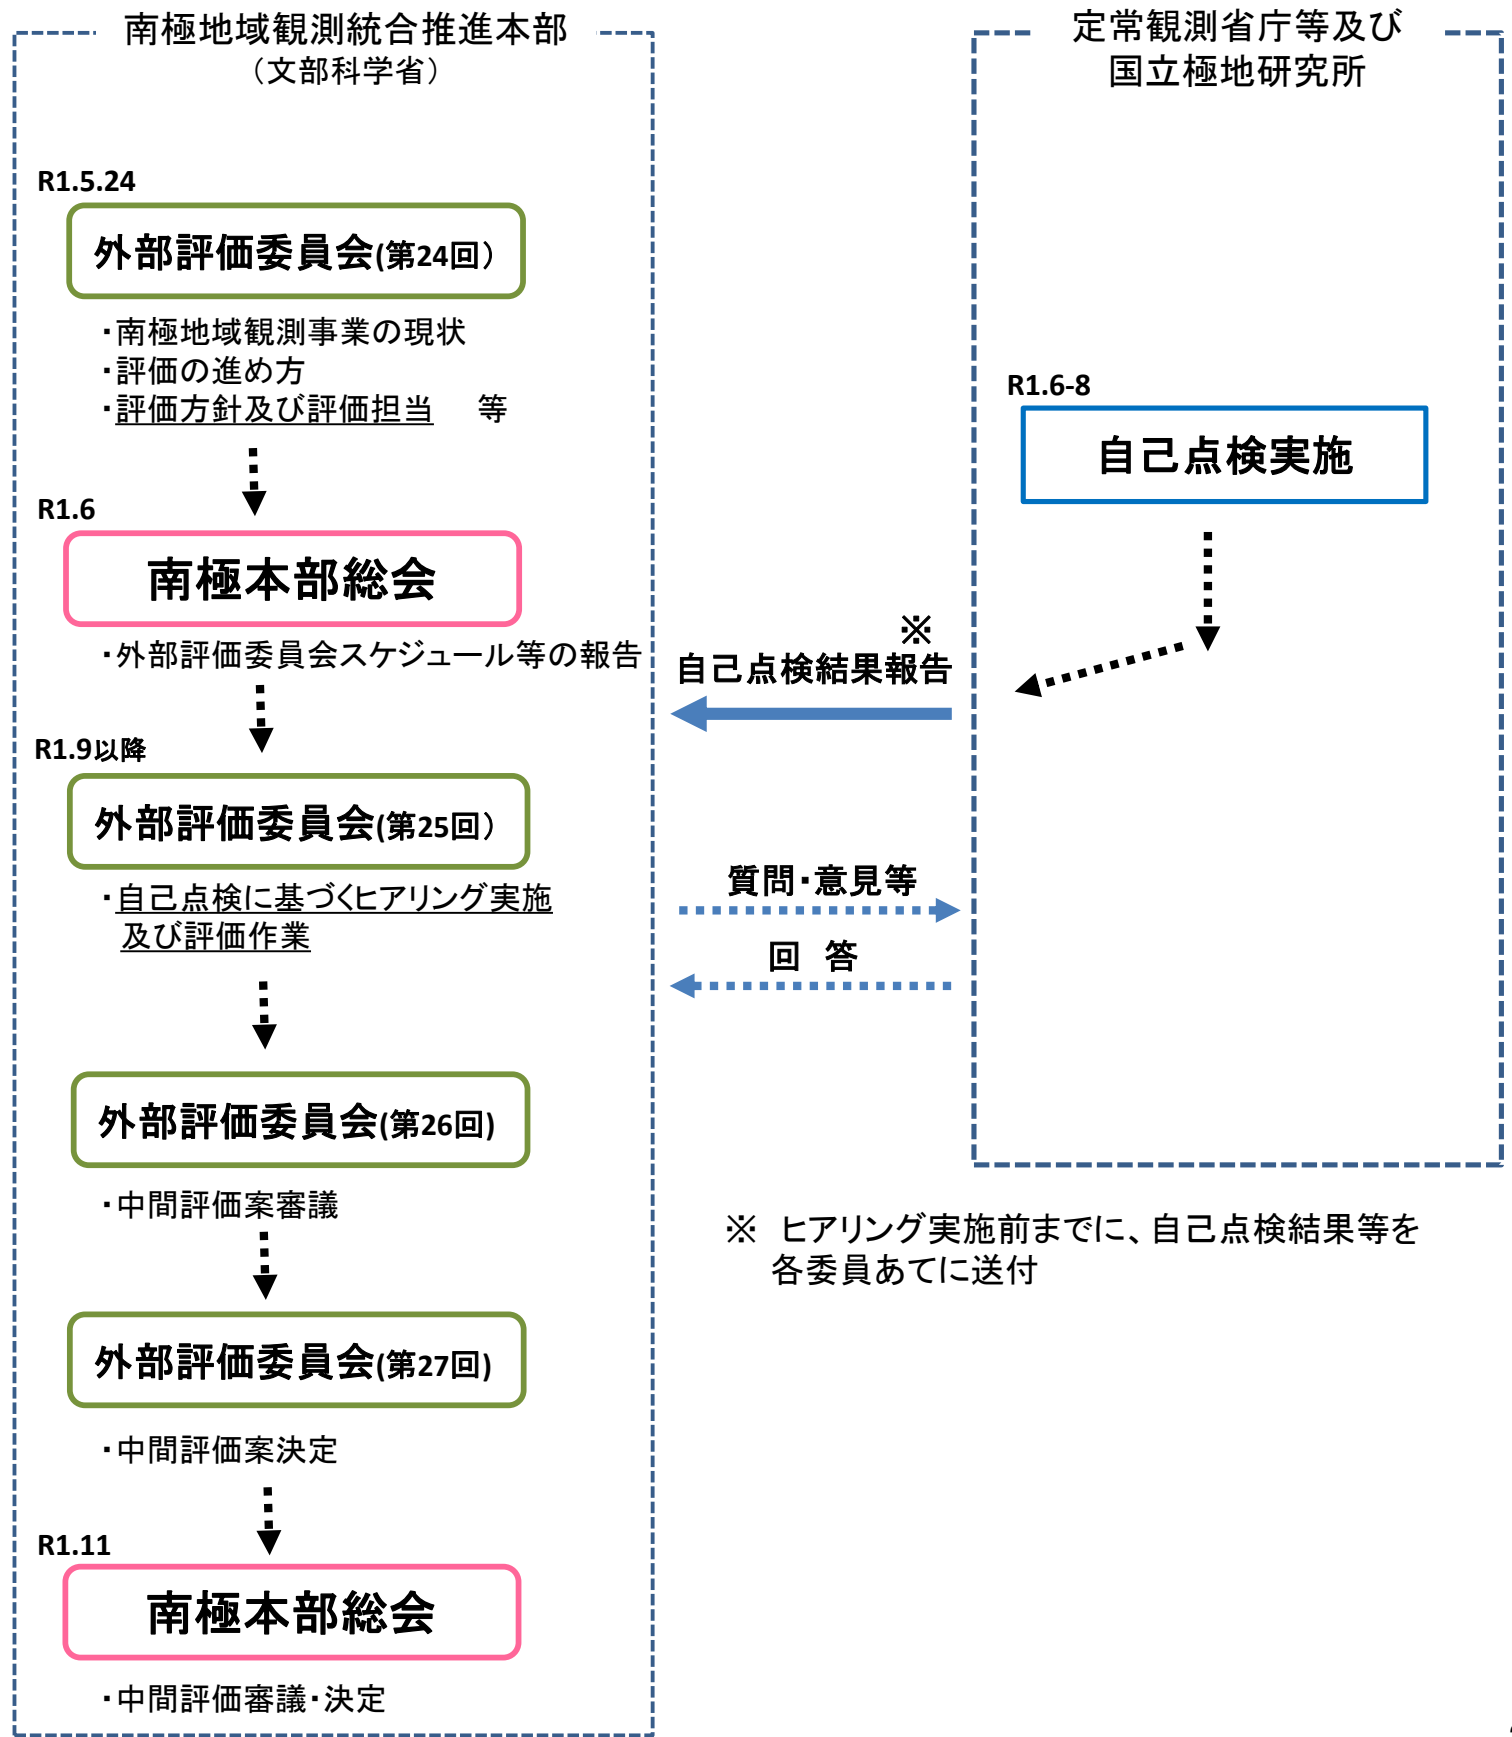 南極地域観測統合推進本部
（文部科学省）
R1.5.24
外部評価委員会(第24回）
・南極地域観測事業の現状
・評価の進め方
・評価方針及び評価担当　等
R1.6
南極本部総会
・外部評価委員会スケジュール等の報告
R1.9以降
外部評価委員会(第25回）
・自己点検に基づくヒアリング実施
及び評価作業
外部評価委員会(第26回)
・中間評価案審議
外部評価委員会(第27回)
・中間評価案決定
R1.11
南極本部総会
・中間評価審議・決定
※
自己点検結果報告
質問・意見等
回　答
定常観測省庁等及び
国立極地研究所
R1.6-8
自己点検実施
※　ヒアリング実施前までに、自己点検結果等を
各委員あてに送付